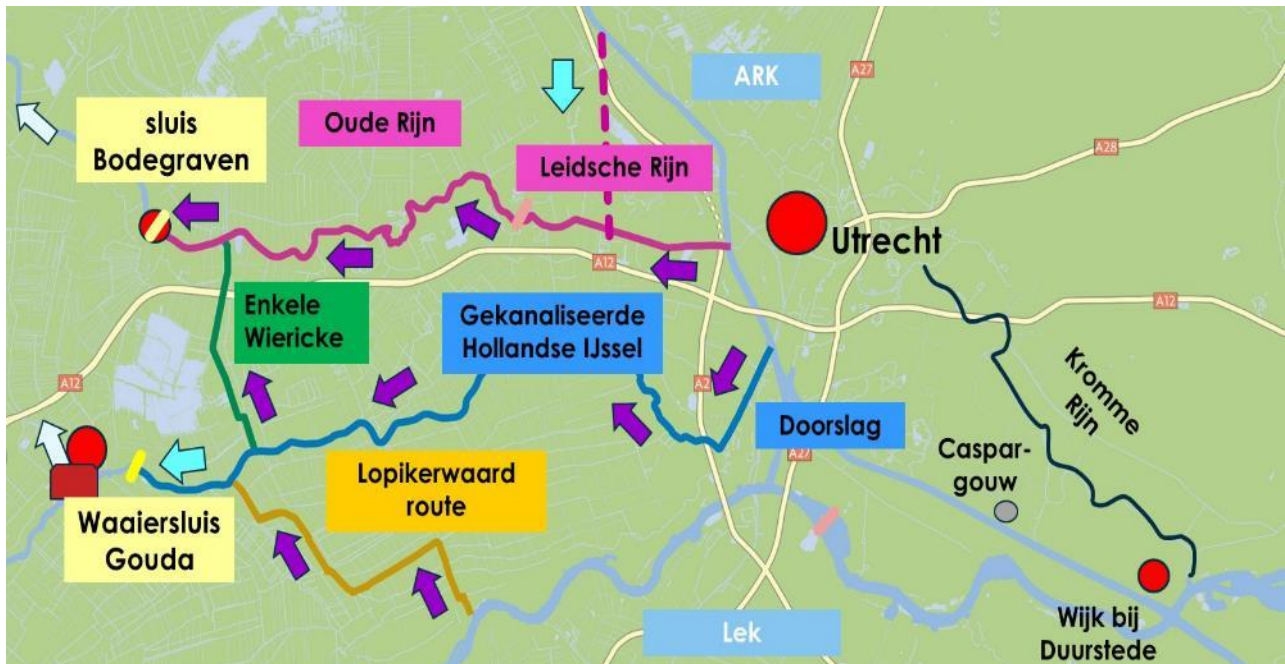 ARK
A27
sluis
Bodegraven
Oude Rijn
A28
Leidsche Rijn
Utrecht
A12
A12
Enkele
Wiericke
Gekanaliseerde
Hollandse IJssel
Kromme
Rijn
A12
A2
Doorslag
A27
Caspar-
gouw
Lopikerwaard
route
Waaiersluis
Gouda
Lek
Wijk bij
Duurstede